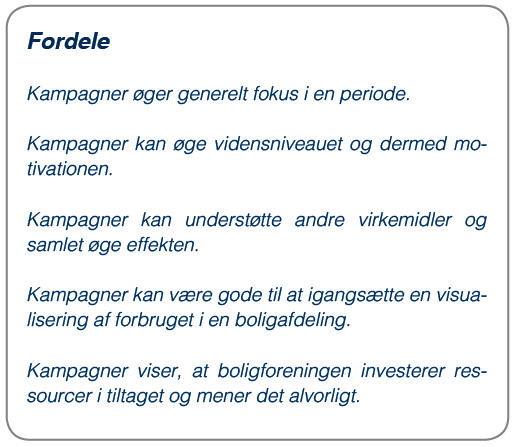 Fordele
Kampagner øger generelt fokus i en periode.
Kampagner kan øge vidensniveauet og dermed mo-
tivationen.
Kampagner kan understøtte andre virkemidler og
samlet øge effekten.
Kampagner kan være gode til at igangsætte en visua-
lisering af forbruget i en boligafdeling.
Kampagner viser, at boligforeningen investerer res-
sourcer i tiltaget og mener det alvorligt.